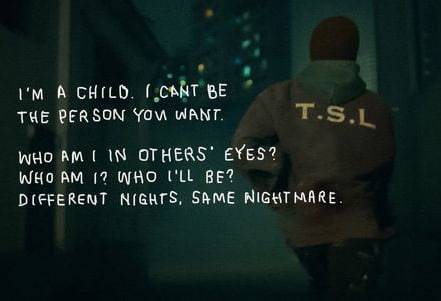 I'M A CHILD. I CANT BE
THE PERSON YOU WANT.
WHO AM I IN OTHERS' EYES?
WHO AM I? WHO I'LL BE?
DIFFERENT NIGHTS, SAME NIGHTMARE.
T.S.L